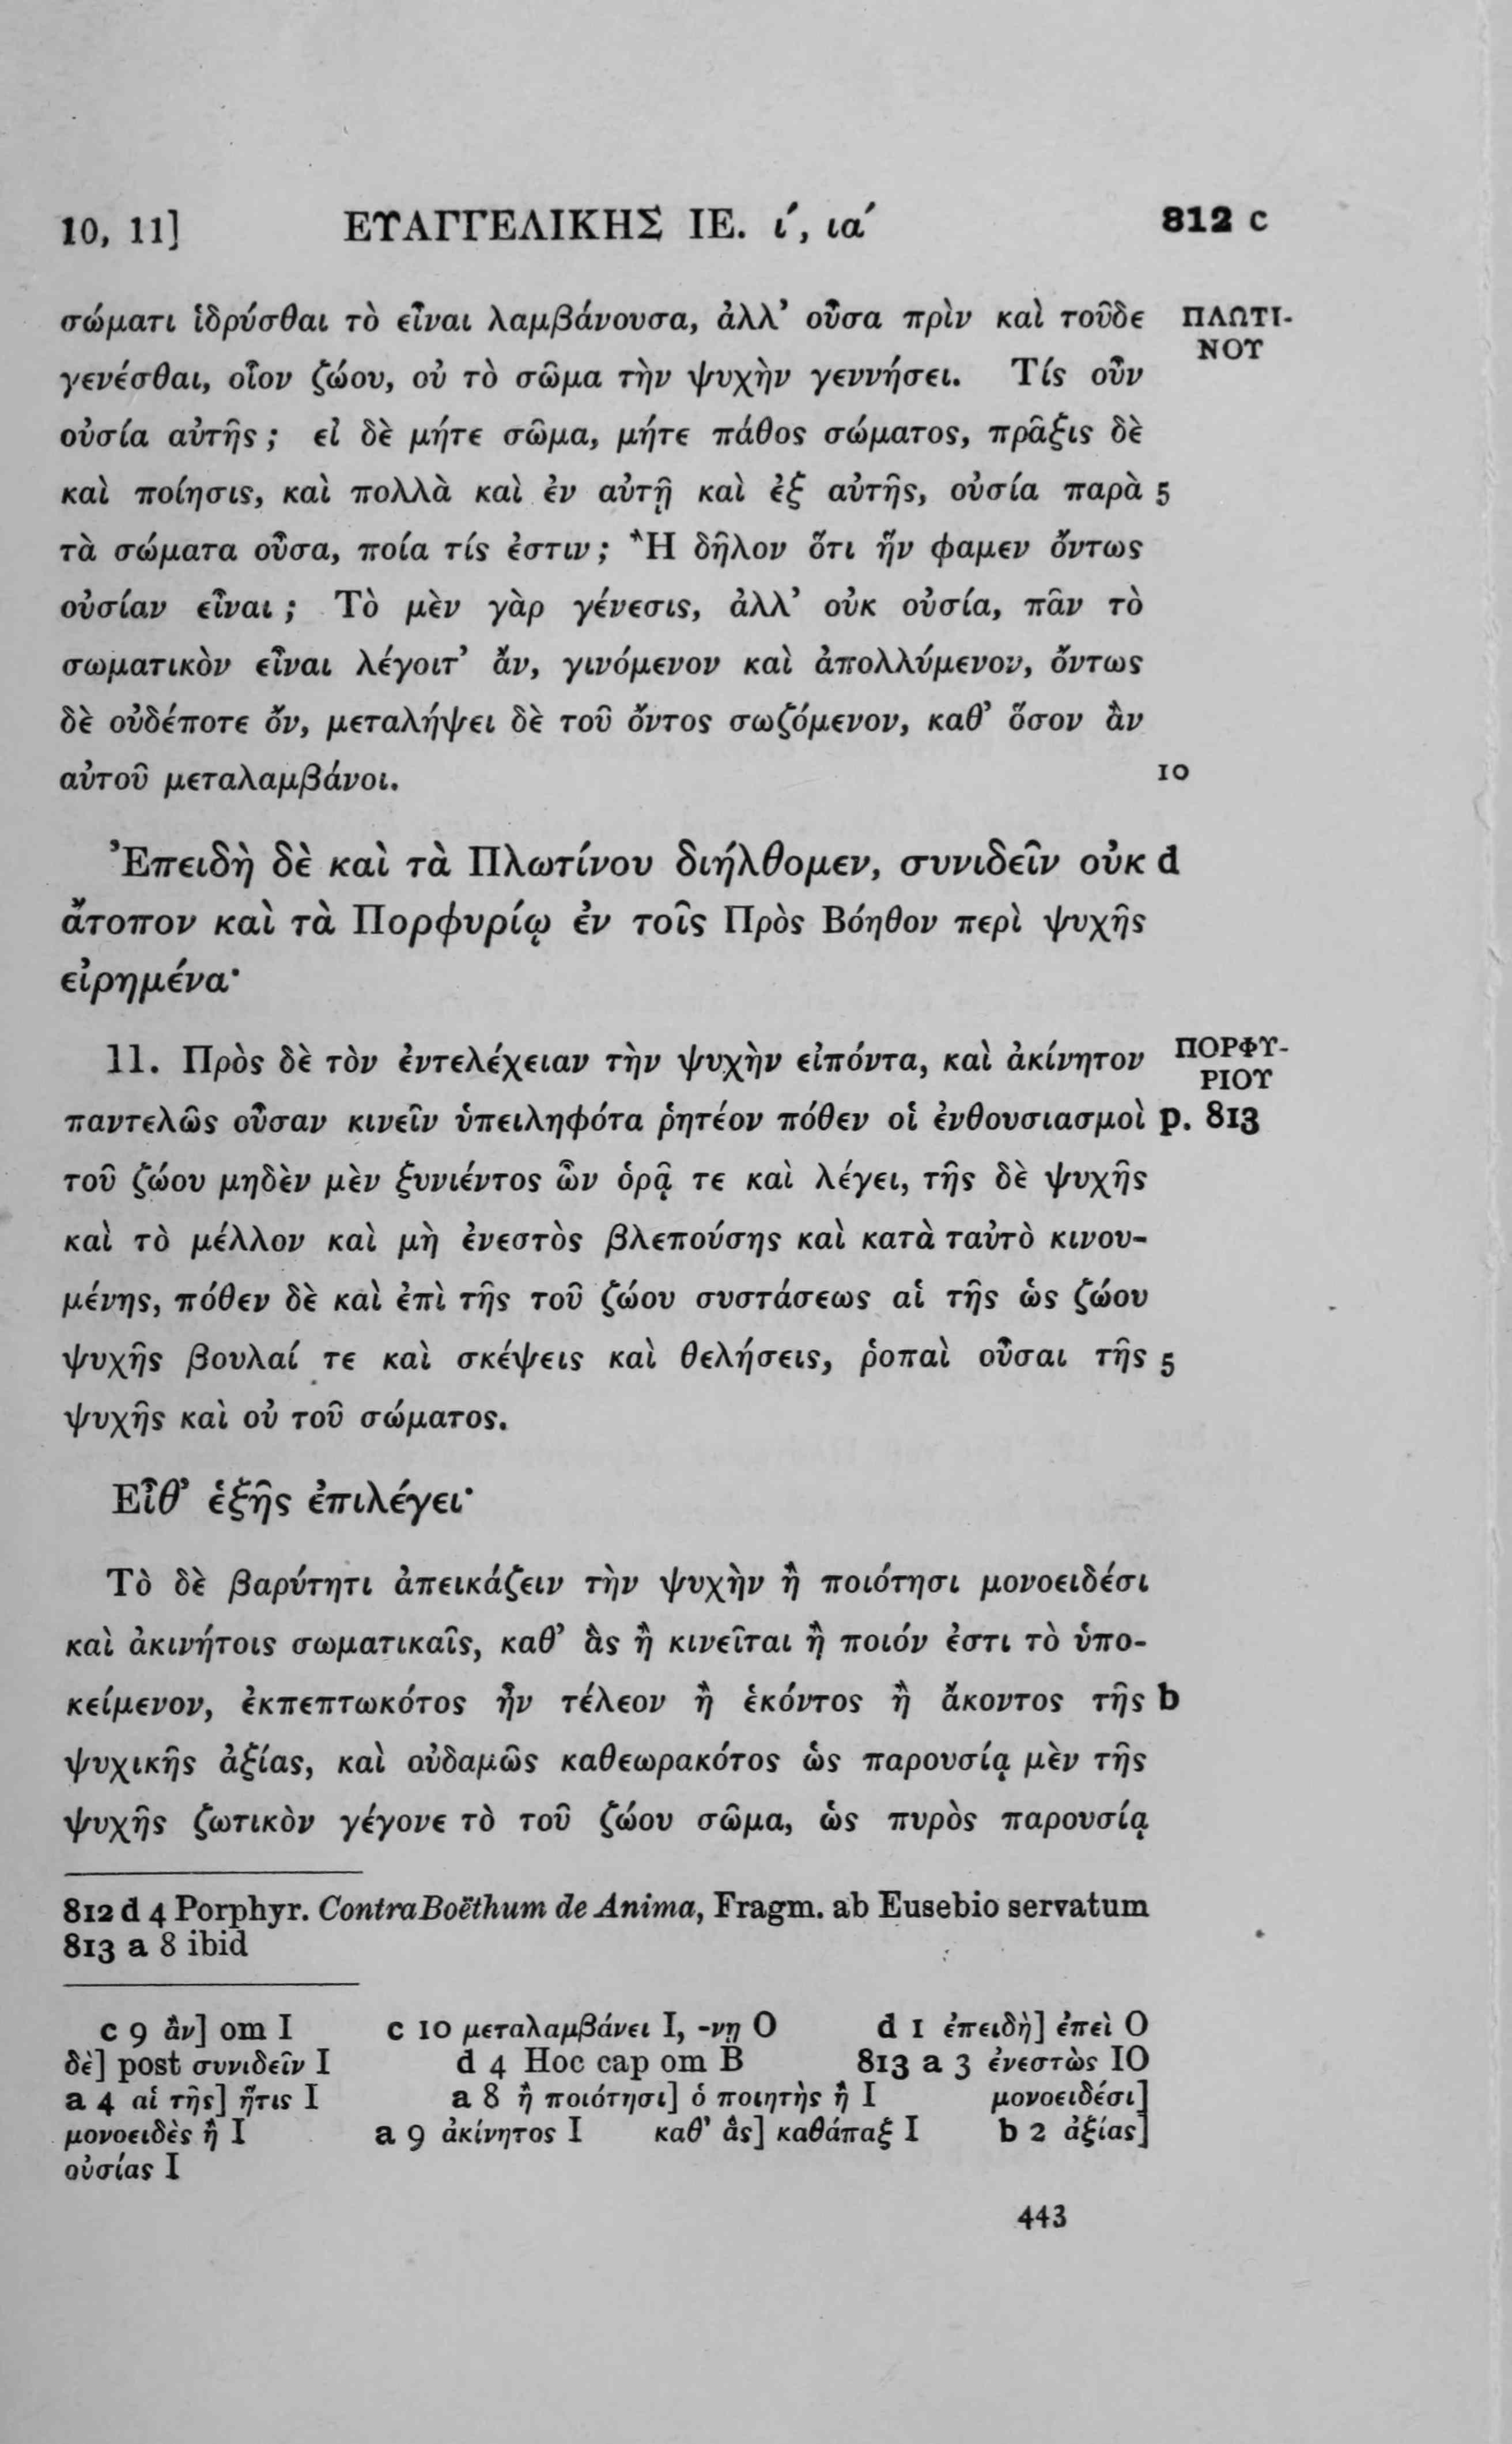 10, 11] ΕΥΑΓΓΕΛΙΚΗΣ ΙΕ. ί, ιά 812 c
σώματι ἱδρύσθαι τὸ εἶναι λαμβάνουσα, ἀλλ’ οὖσα πρὶν καὶ τοῦδε ΠΛΩΤΙ-
γενέσθαι, οἷον ζώου, οὐ τὸ σῶμα τὴν ψυχὴν γεννήσει. Τίς οὖν ΝΟΥ
οὐσία αὐτῆς ; εἰ δὲ μήτε σῶμα, μήτε πάθος σώματος, πρᾶξις δὲ
καὶ ποίησις, καὶ πολλὰ καὶ ἐν αὐτῇ καὶ ἐξ αὐτῆς, οὐσία παρὰ 5
τὰ σώματα οὖσα, ποία τίς ἐστιν ; Ἢ δῆλον ὅτι ἥν φαμεν ὄντως
οὐσίαν εἶναι ; Τὸ μὲν γὰρ γένεσις, ἀλλ’ οὐκ οὐσία, πᾶν τὸ
σωματικὸν εἶναι λέγοιτ’ ἄν, γινόμενον καὶ ἀπολλύμενον, ὄντως
δὲ οὐδέποτε ὄν, μεταλήψει δὲ τοῦ ὄντος σωζόμενον, καθ’ ὅσον ἂν
αὐτοῦ μεταλαμβάνοι. 10
Ἐπειδὴ δὲ καὶ τὰ Πλωτίνου διήλθομεν, συνιδεῖν οὐκ d
ἄτοπον καὶ τὰ Πορφυρίῳ ἐν τοῖς Πρὸς Βόηθον περὶ ψυχῆς
εἰρημένα·
11. Πρὸς δὲ τὸν ἐντελέχειαν τὴν ψυχὴν εἰπόντα, καὶ ἀκίνητον ΠΟΡΦΥ-
ΡΙΟΥ
παντελῶς οὖσαν κινεῖν ὑπειληφότα ῥητέον πόθεν οἱ ἐνθουσιασμοὶ p. 813
τοῦ ζώου μηδὲν μὲν ξυνιέντος ὧν ὁρᾷ τε καὶ λέγει, τῆς δὲ ψυχῆς
καὶ τὸ μέλλον καὶ μὴ ἐνεστὸς βλεπούσης καὶ κατὰ ταὐτὸ κινου-
μένης, πόθεν δὲ καὶ ἐπὶ τῆς τοῦ ζώου συστάσεως αἱ τῆς ὡς ζώου
ψυχῆς βουλαί τε καὶ σκέψεις καὶ θελήσεις, ῥοπαὶ οὖσαι τῆς 5
ψυχῆς καὶ οὐ τοῦ σώματος.
Εἶθ’ ἑξῆς ἐπιλέγει·
Τὸ δὲ βαρύτητι ἀπεικάζειν τὴν ψυχὴν ἢ ποιότησι μονοειδέσι
καὶ ἀκινήτοις σωματικαῖς, καθ’ ἃς ἢ κινεῖται ἢ ποιόν ἐστι τὸ ὑπο-
κείμενον, ἐκπεπτωκότος ἦν τέλεον ἢ ἑκόντος ἢ ἄκοντος τῆς b
ψυχικῆς ἀξίας, καὶ οὐδαμῶς καθεωρακότος ὡς παρουσίᾳ μὲν τῆς
ψυχῆς ζωτικὸν γέγονε τὸ τοῦ ζώου σῶμα, ὡς πυρὸς παρουσίᾳ
812 d 4 Porphyr. Contra Boëthum de Anima, Fragm. ab Eusebio servatum
813 a 8 ibid
c 9 ἂν] om I c 10 μεταλαμβάνει I, -νῃ O d 1 ἐπειδὴ] ἐπεὶ O
δὲ] post συνιδεῖν I d 4 Hoc cap om B 813 a 3 ἐνεστὼς IO
a 4 αἱ τῆς] ἥτις I a 8 ἢ ποιότησι] ὁ ποιητὴς ἢ I μονοειδέσι]
μονοειδὲς ἢ I a 9 ἀκίνητος I καθ’ ἃς] καθάπαξ I b 2 ἀξίας]
οὐσίας I
443